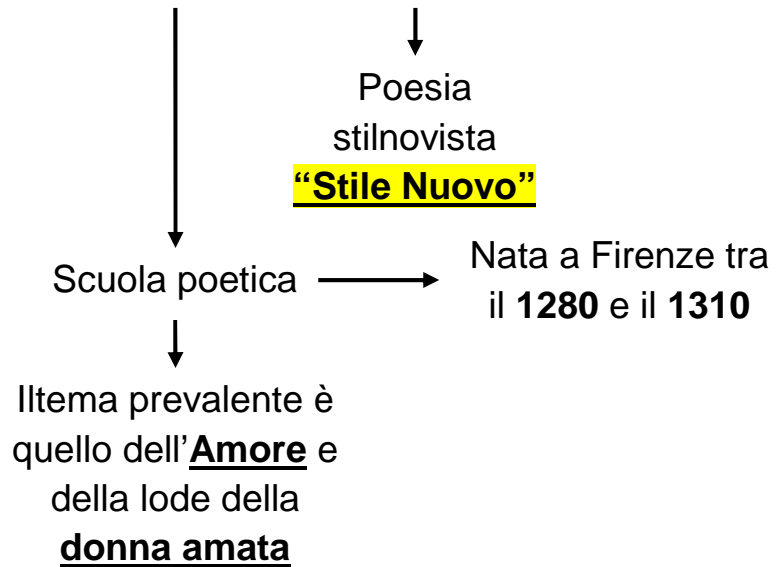 Poesia
stilnovista
“Stile Nuovo”
Scuola poetica
Nata a Firenze tra
il 1280 e il 1310
Iltema prevalente è
quello dell’Amore e
della lode della
donna amata